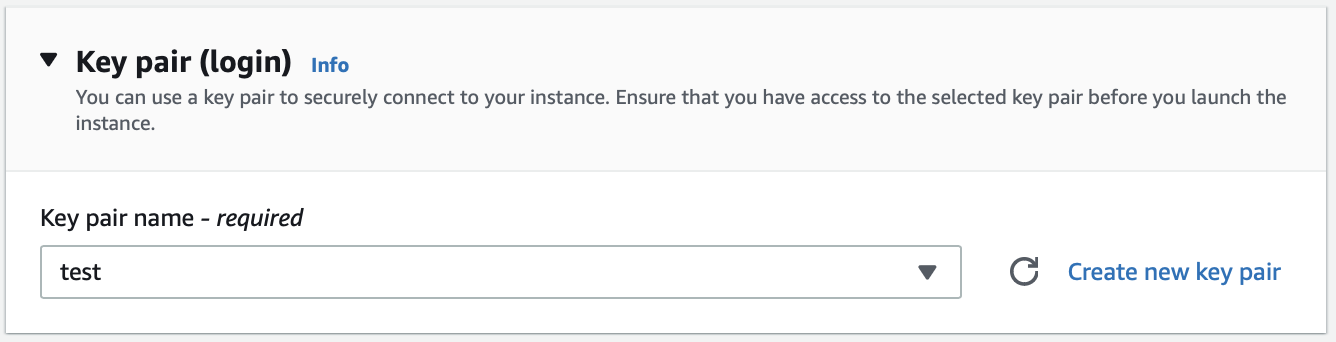 Key pair (login) Info
You can use a key pair to securely connect to your instance. Ensure that you have access to the selected key pair before you launch the
instance.
Key pair name - required
test
Create new key pair